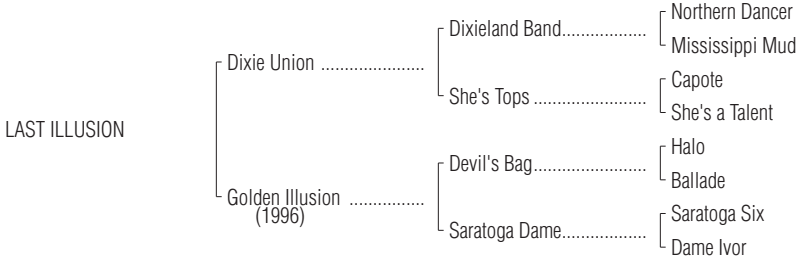 Northern Dancer
Dixieland Band..................
Mississippi Mud
Dixie Union ......................
Capote
She's Tops ........................
She's a Talent
LAST ILLUSION
Halo
Devil's Bag........................
Ballade
Golden Illusion ................
(1996)
Saratoga Six
Saratoga Dame..................
Dame Ivor